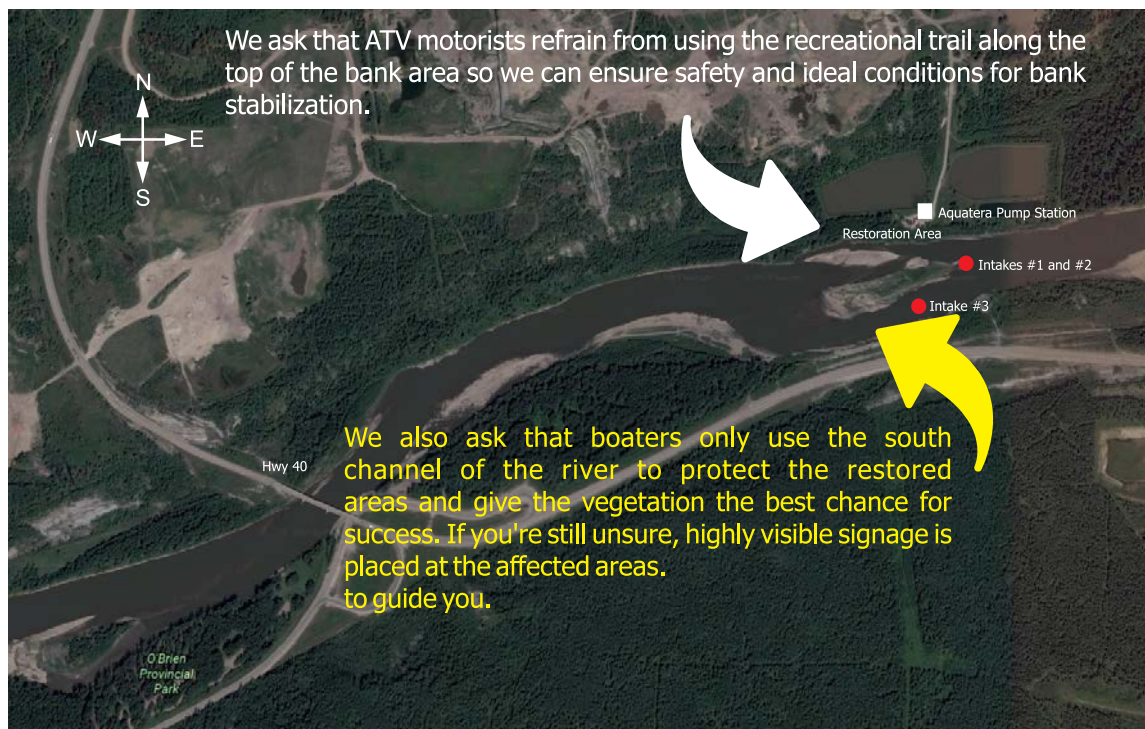 We ask that ATV motorists refrain from using the recreational trail along the
top of the bank area so we can ensure safety and ideal conditions for bank
stabilization.
N
W E
S
Aquatera Pump Station
Restoration Area
Intakes #1 and #2
Intake #3
We also ask that boaters only use the south
channel of the river to protect the restored
areas and give the vegetation the best chance for
success. If you're still unsure, highly visible signage is
placed at the affected areas.
to guide you.
Hwy 40
O'Brien
Provincial
Park